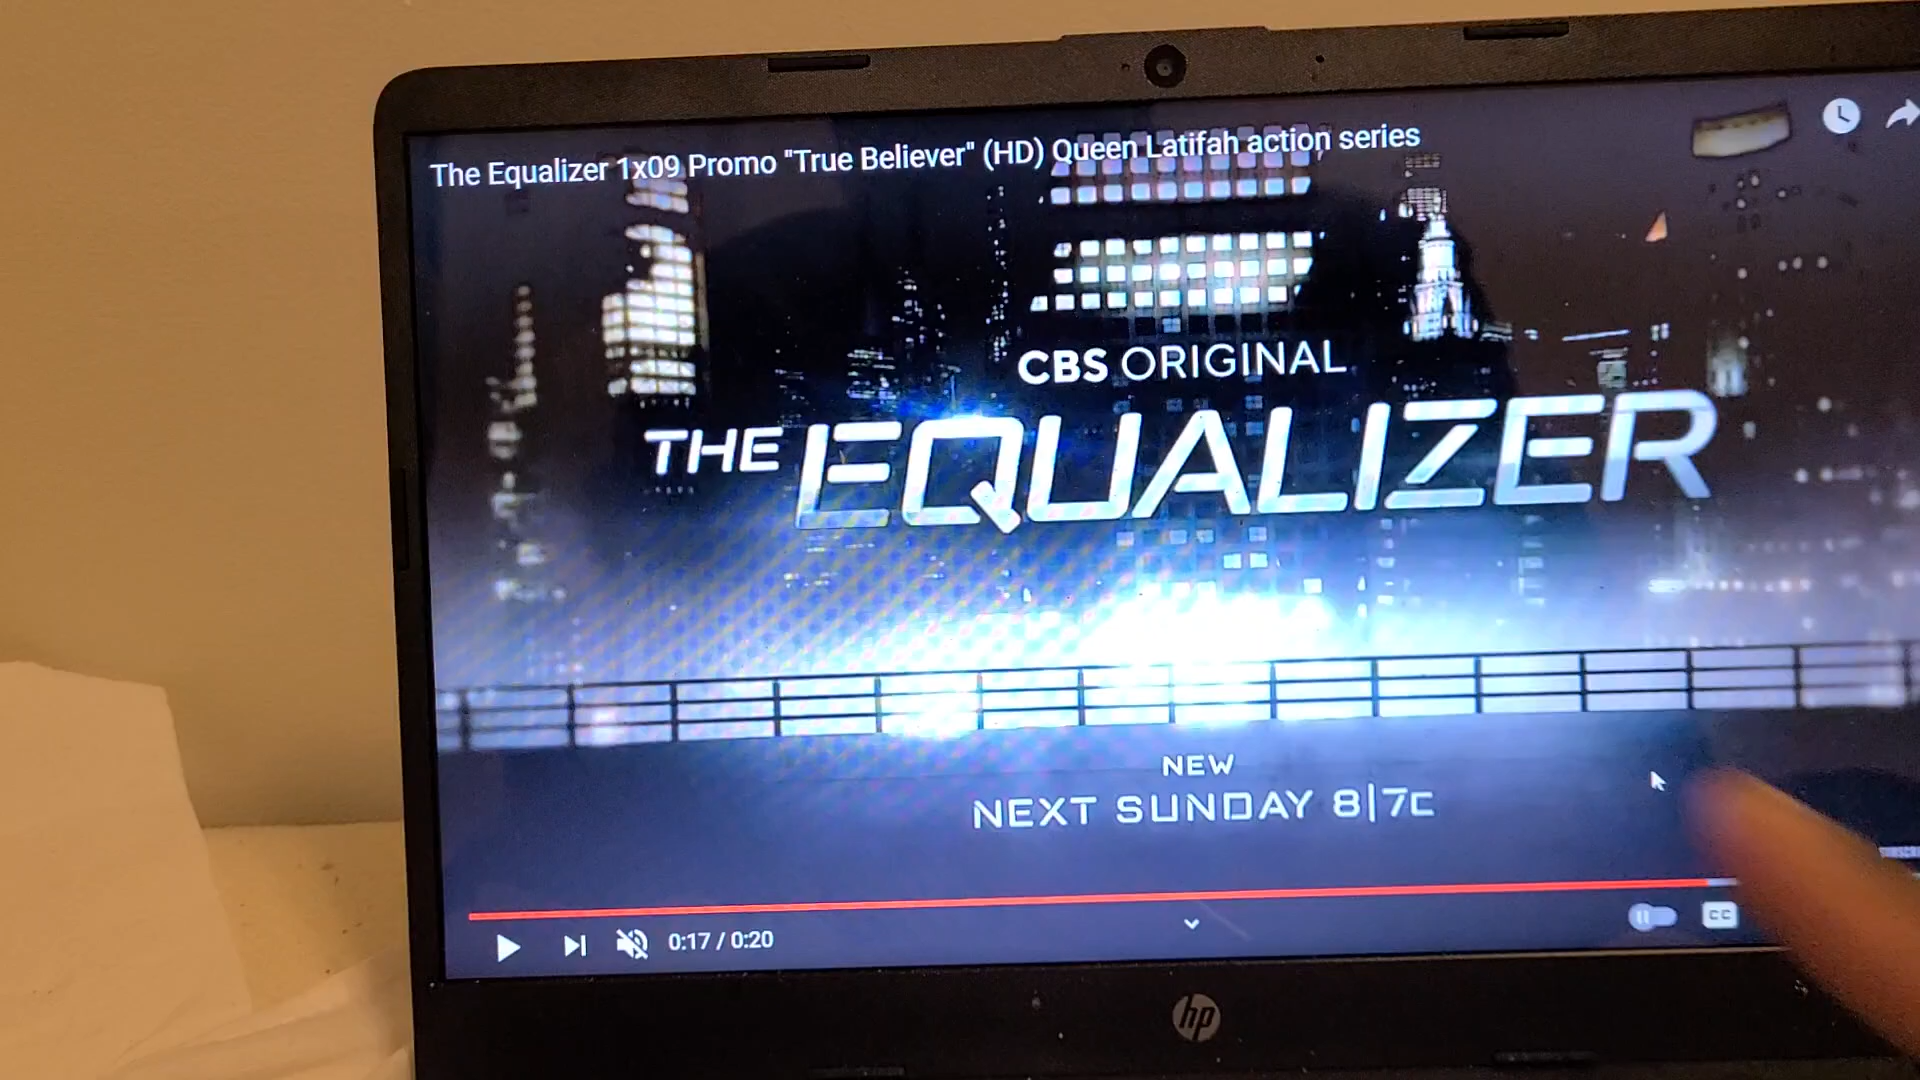 The Equalizer 1x09 Promo "True Believer" (HD) Queen Latifah action series
CBS ORIGINAL
THE EQUALIZER
NEW
NEXT SUNDAY 8|7c
0:17 / 0:20
CC
hp